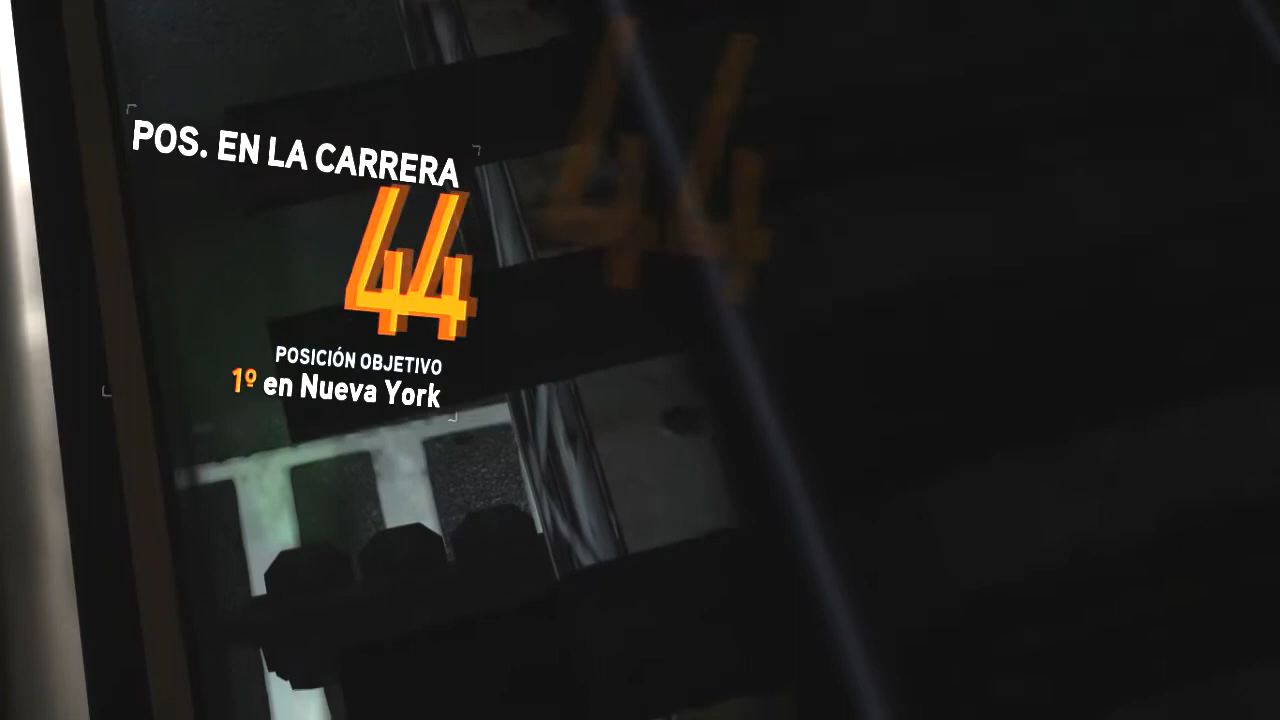 POS. EN LA CARRERA
44
POSICIÓN OBJETIVO
1º en Nueva York